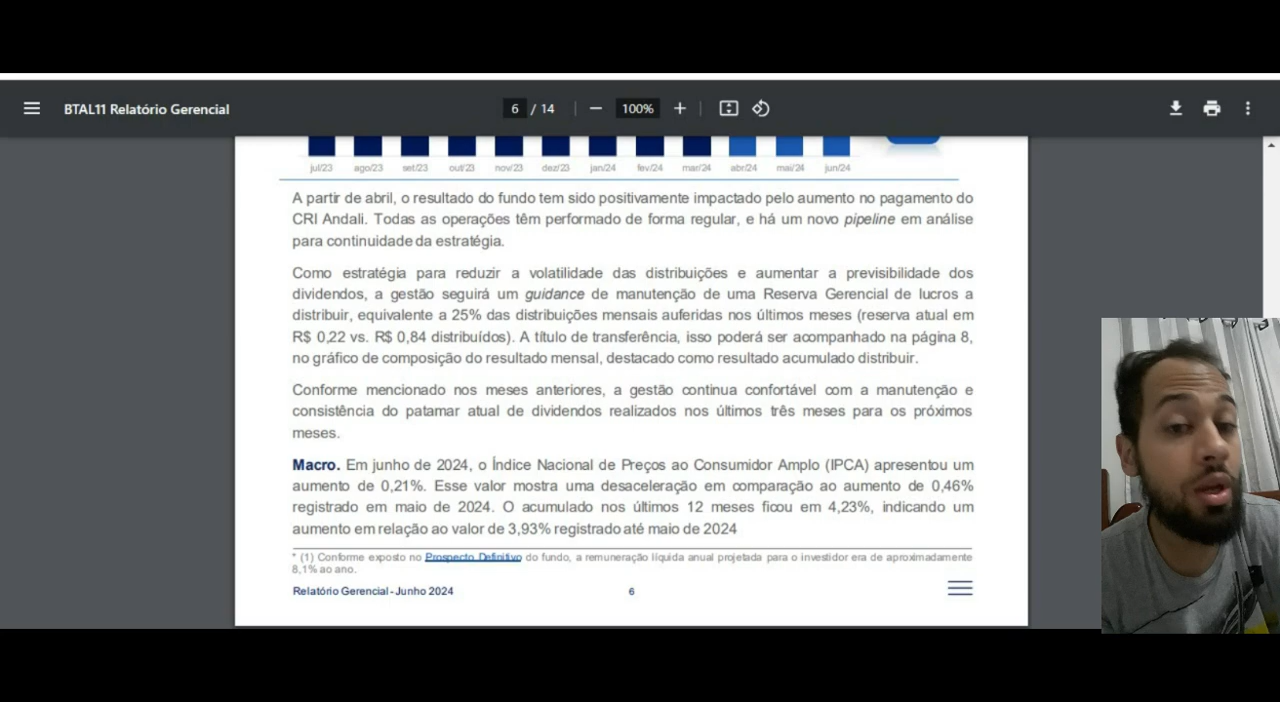 BTAL11 Relatório Gerencial
6 / 14
100%
jul/23 ago/23 set/23 out/23 nov/23 dez/23 jan/24 fev/24 mar/24 abr/24 mai/24 jun/24
A partir de abril, o resultado do fundo tem sido positivamente impactado pelo aumento no pagamento do
CRI Andali. Todas as operações têm performado de forma regular, e há um novo pipeline em análise
para continuidade da estratégia.
Como estratégia para reduzir a volatilidade das distribuições e aumentar a previsibilidade dos
dividendos, a gestão seguirá um guidance de manutenção de uma Reserva Gerencial de lucros a
distribuir, equivalente a 25% das distribuições mensais auferidas nos últimos meses (reserva atual em
R$ 0,22 vs. R$ 0,84 distribuídos). A título de transferência, isso poderá ser acompanhado na página 8,
no gráfico de composição do resultado mensal, destacado como resultado acumulado distribuir.
Conforme mencionado nos meses anteriores, a gestão continua confortável com a manutenção e
consistência do patamar atual de dividendos realizados nos últimos três meses para os próximos
meses.
Macro. Em junho de 2024, o Índice Nacional de Preços ao Consumidor Amplo (IPCA) apresentou um
aumento de 0,21%. Esse valor mostra uma desaceleração em comparação ao aumento de 0,46%
registrado em maio de 2024. O acumulado nos últimos 12 meses ficou em 4,23%, indicando um
aumento em relação ao valor de 3,93% registrado até maio de 2024
* (1) Conforme exposto no Prospecto Definitivo do fundo, a remuneração líquida anual projetada para o investidor era de aproximadamente
8,1% ao ano.
Relatório Gerencial - Junho 2024
6